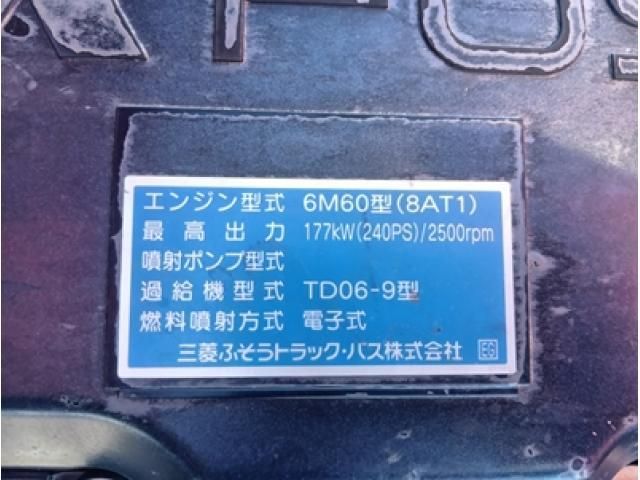 エンジン型式 6M60型(8AT1)
最高出力 177kW(240PS)/2500rpm
噴射ポンプ型式
過給機型式 TD06-9型
燃料噴射方式 電子式
三菱ふそうトラック・バス株式会社 EG